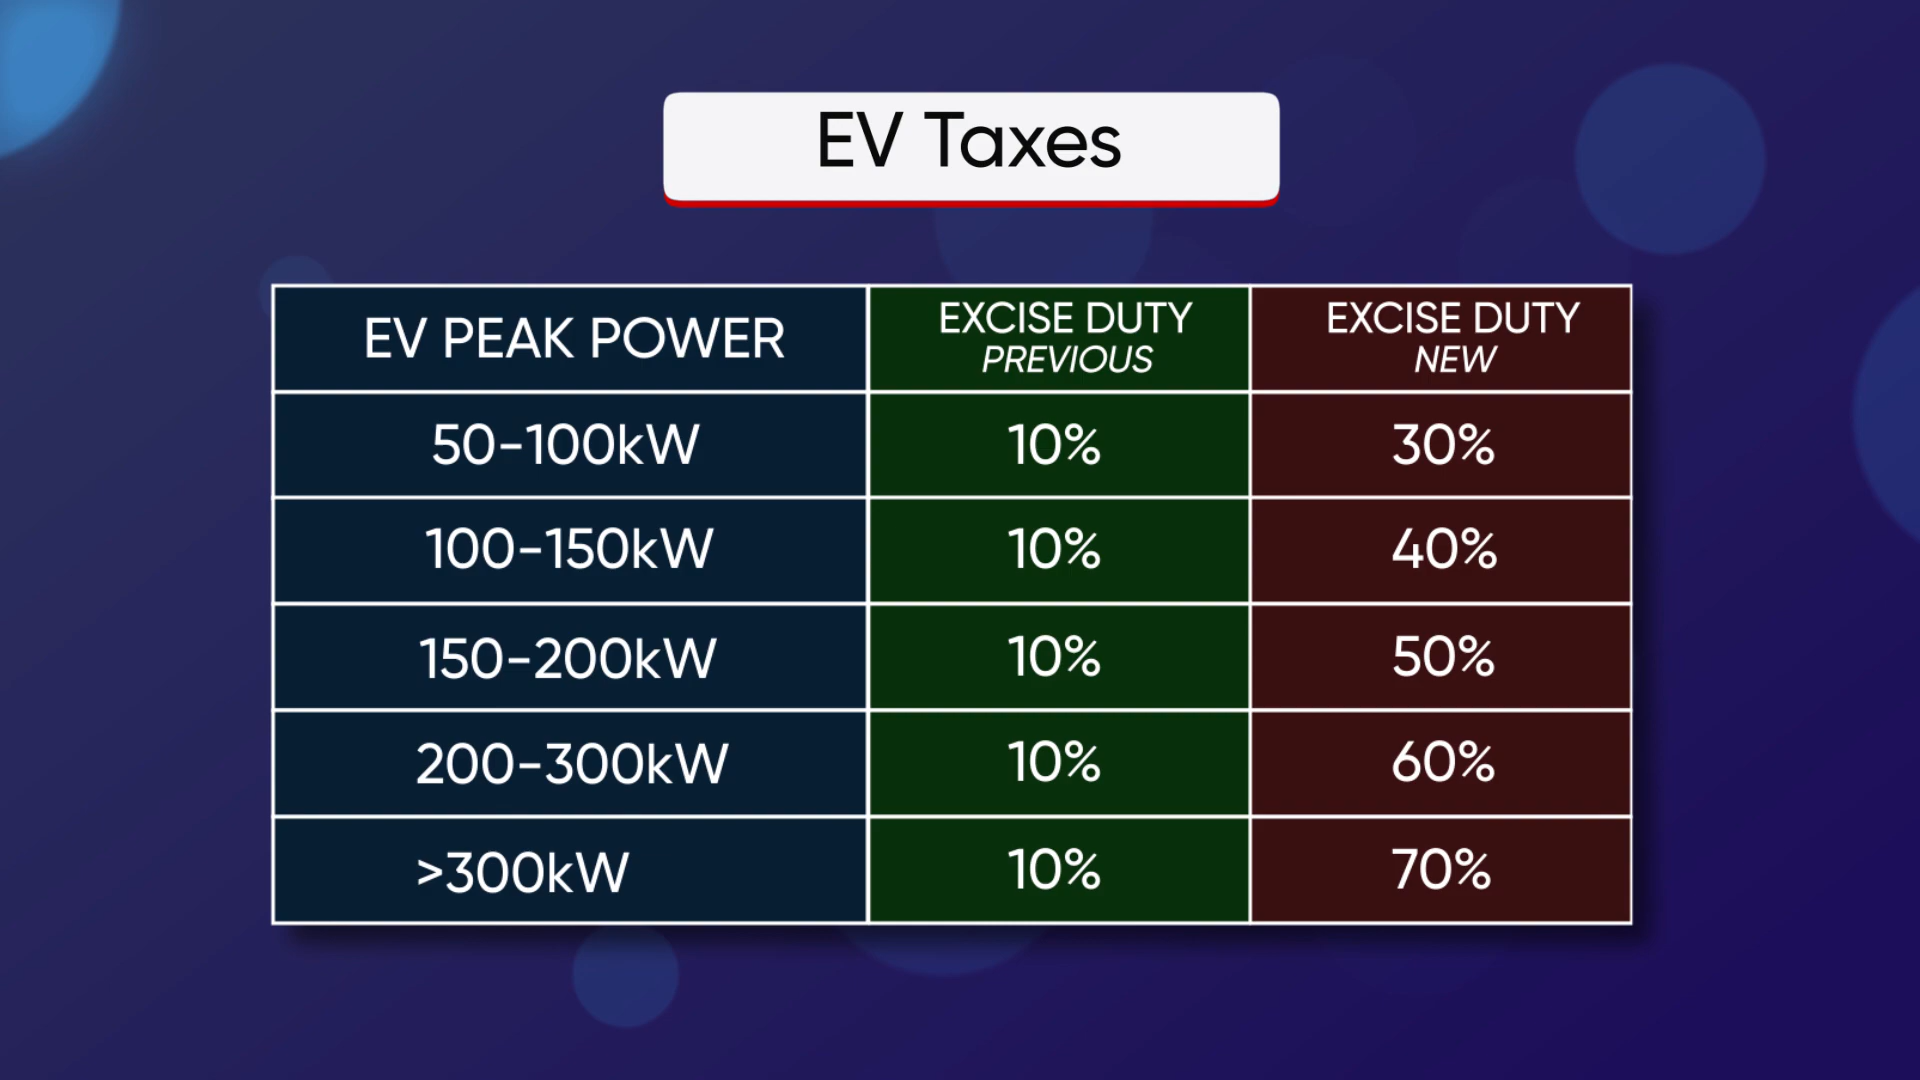 EV Taxes
EV PEAK POWER
EXCISE DUTY
PREVIOUS
EXCISE DUTY
NEW
50-100kW
10%
30%
100-150kW
10%
40%
150-200kW
10%
50%
200-300kW
10%
60%
>300kW
10%
70%